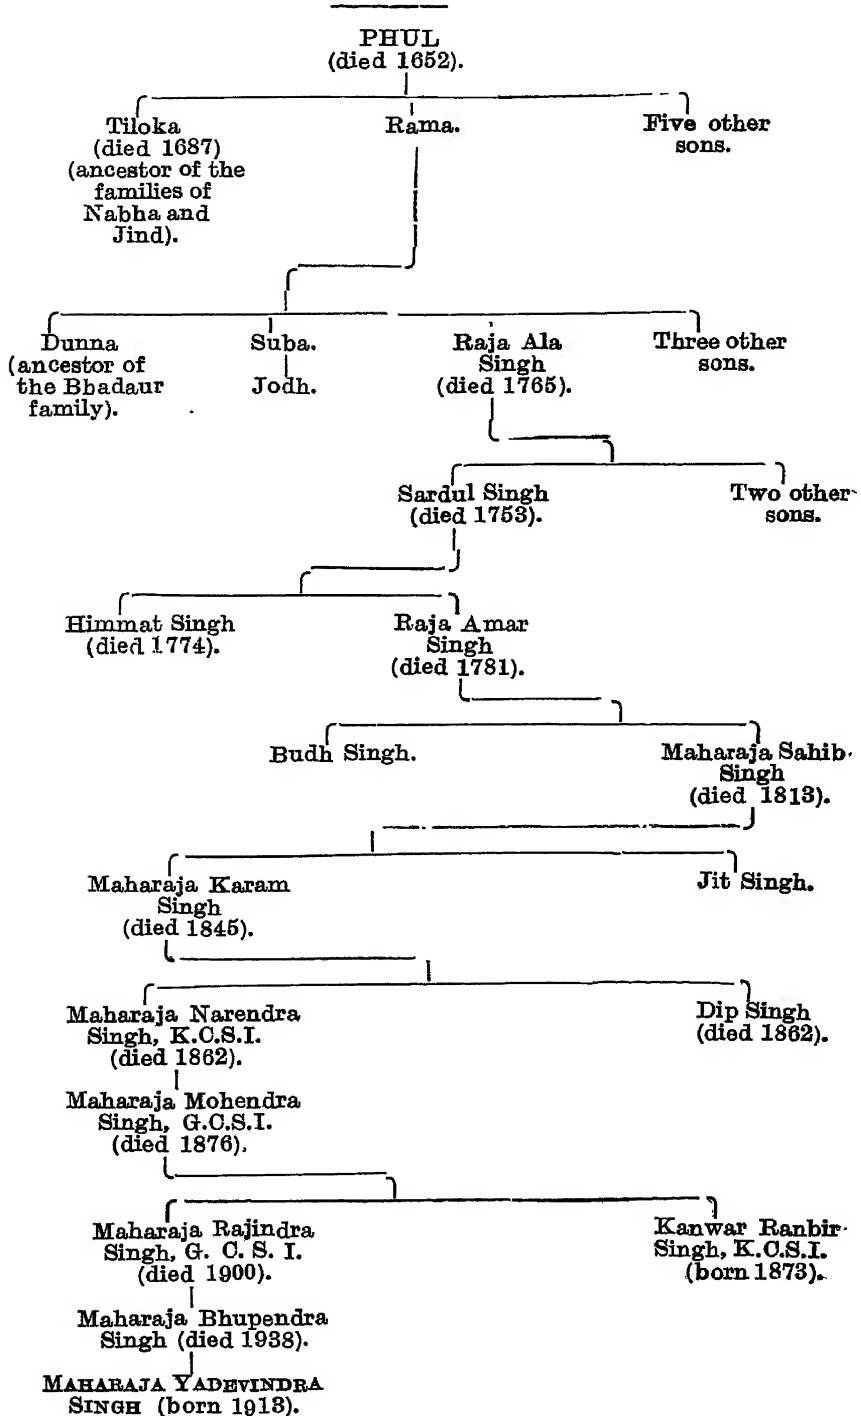 PHUL
(died 1652).
Tiloka
(died 1687)
(ancestor of the
families of
Nabha and
Jind).
Rama.
Five other
sons.
Dunna
(ancestor of
the Bhadaur
family).
Suba.
Jodh.
Raja Ala
Singh
(died 1765).
Three other
sons.
Sardul Singh
(died 1753).
Two other
sons.
Himmat Singh
(died 1774).
Raja Amar
Singh
(died 1781).
Budh Singh.
Maharaja Sahib
Singh
(died 1813).
Maharaja Karam
Singh
(died 1845).
Jit Singh.
Maharaja Narendra
Singh, K.C.S.I.
(died 1862).
Dip Singh
(died 1862).
Maharaja Mohendra
Singh, G.C.S.I.
(died 1876).
Maharaja Rajindra
Singh, G. C. S. I.
(died 1900).
Kanwar Ranbir
Singh, K.C.S.I.
(born 1873).
Maharaja Bhupendra
Singh (died 1938).
MAHARAJA YADEVINDRA
SINGH (born 1913).